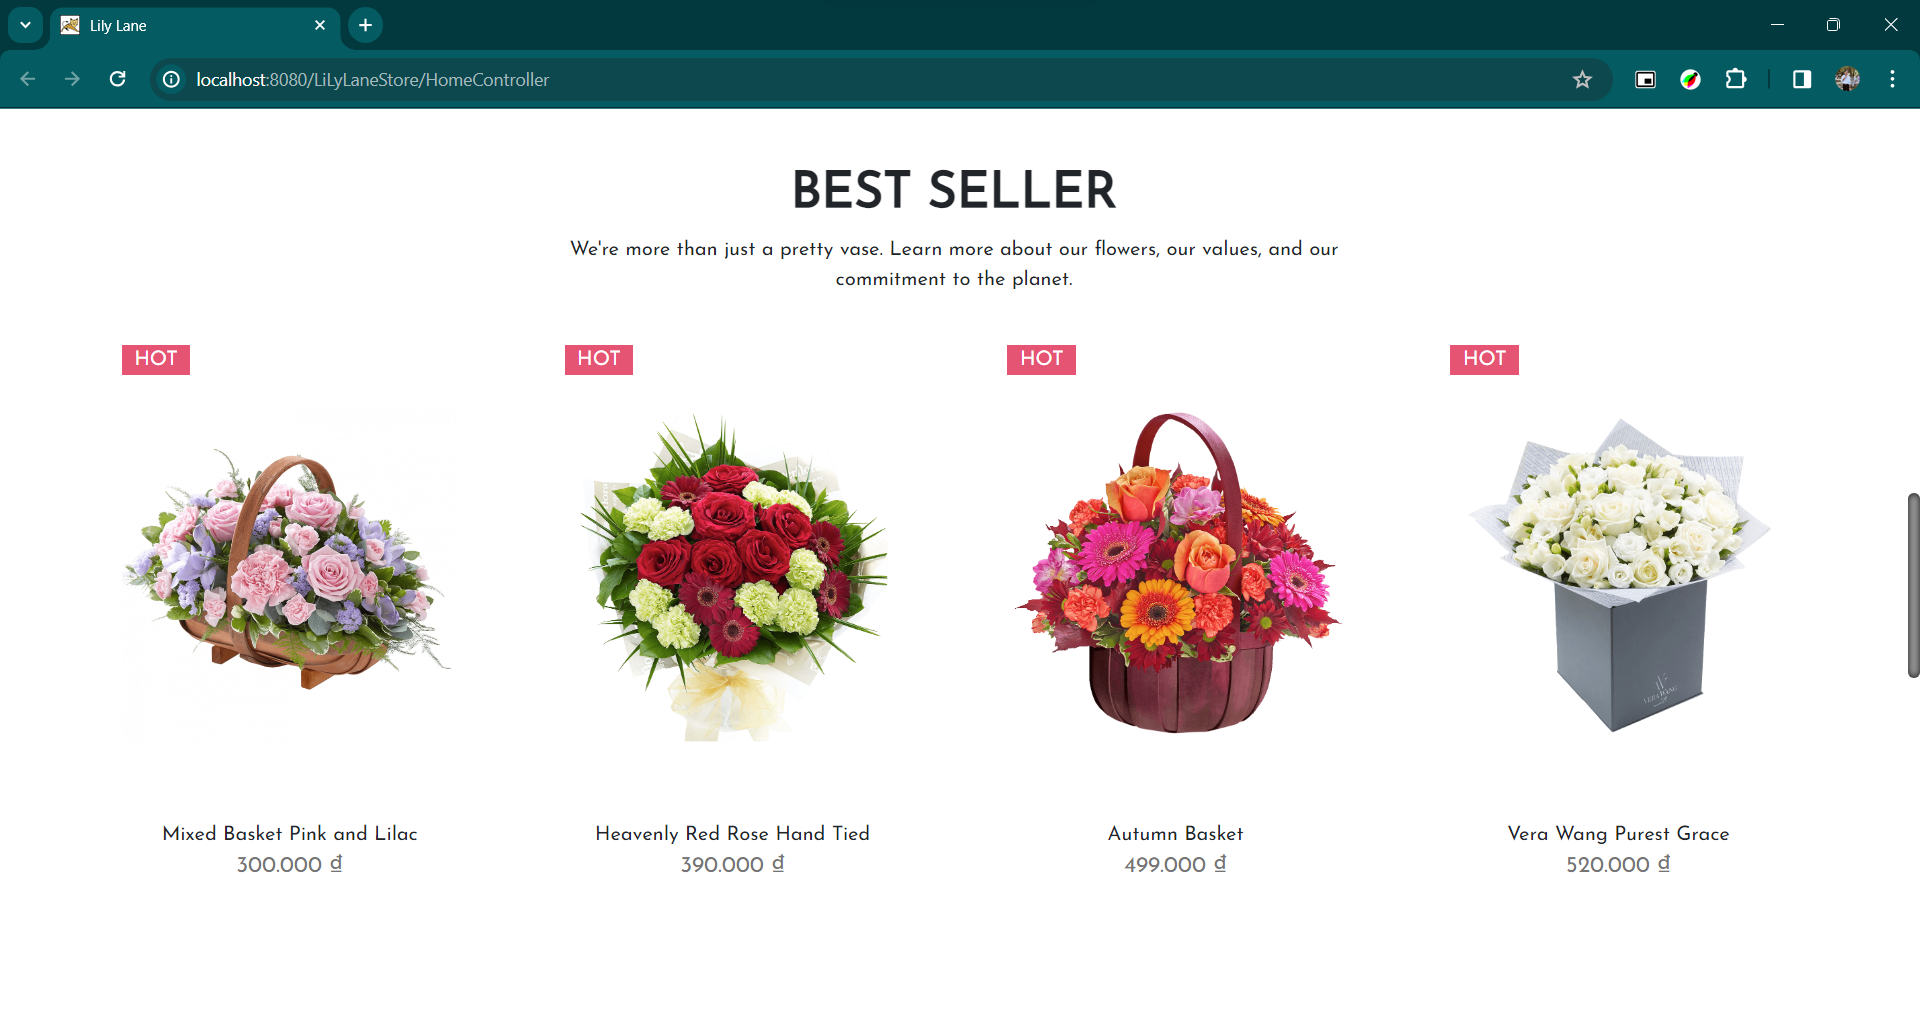 Lily Lane
localhost:8080/LiLyLaneStore/HomeController
BEST SELLER
We're more than just a pretty vase. Learn more about our flowers, our values, and our
commitment to the planet.
HOT
HOT
HOT
HOT
VERA WANG
Mixed Basket Pink and Lilac
300.000 ₫
Heavenly Red Rose Hand Tied
390.000 ₫
Autumn Basket
499.000 ₫
Vera Wang Purest Grace
520.000 ₫